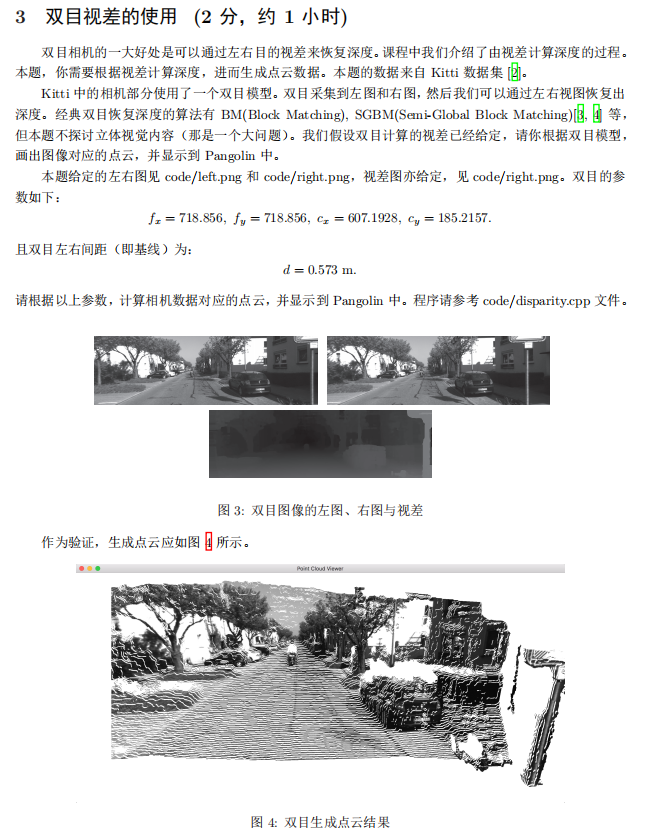 3 双目视差的使用 (2 分，约 1 小时)
双目相机的一大好处是可以通过左右目的视差来恢复深度。课程中我们介绍了由视差计算深度的过程。
本题，你需要根据视差计算深度，进而生成点云数据。本题的数据来自 Kitti 数据集 [2]。
Kitti 中的相机部分使用了一个双目模型。双目采集到左图和右图，然后我们可以通过左右视图恢复出
深度。经典双目恢复深度的算法有 BM(Block Matching), SGBM(Semi-Global Block Matching)[3, 4] 等，
但本题不探讨立体视觉内容（那是一个大问题）。我们假设双目计算的视差已经给定，请你根据双目模型，
画出图像对应的点云，并显示到 Pangolin 中。
本题给定的左右图见 code/left.png 和 code/right.png，视差图亦给定，见 code/right.png。双目的参
数如下：
fx = 718.856, fy = 718.856, cx = 607.1928, cy = 185.2157.
且双目左右间距（即基线）为：
d = 0.573 m.
请根据以上参数，计算相机数据对应的点云，并显示到 Pangolin 中。程序请参考 code/disparity.cpp 文件。
图 3: 双目图像的左图、右图与视差
作为验证，生成点云应如图 4 所示。
Point Cloud Viewer
图 4: 双目生成点云结果